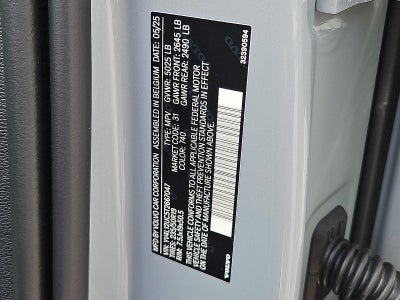 MFD BY VOLVO CAR CORPORATION ASSEMBLED IN BELGIUM DATE: 05/25
TYPE: MPV GVWR: 5025 LB
MARKET CODE: 31 GAWR FRONT: 2645 LB
COLOR: 740 GAWR REAR: 2490 LB
THIS VEHICLE CONFORMS TO ALL APPLICABLE FEDERAL MOTOR
VEHICLE SAFETY AND THEFT PREVENTION STANDARDS IN EFFECT
ON THE DATE OF MANUFACTURE SHOWN ABOVE.
VOLVO
32390594